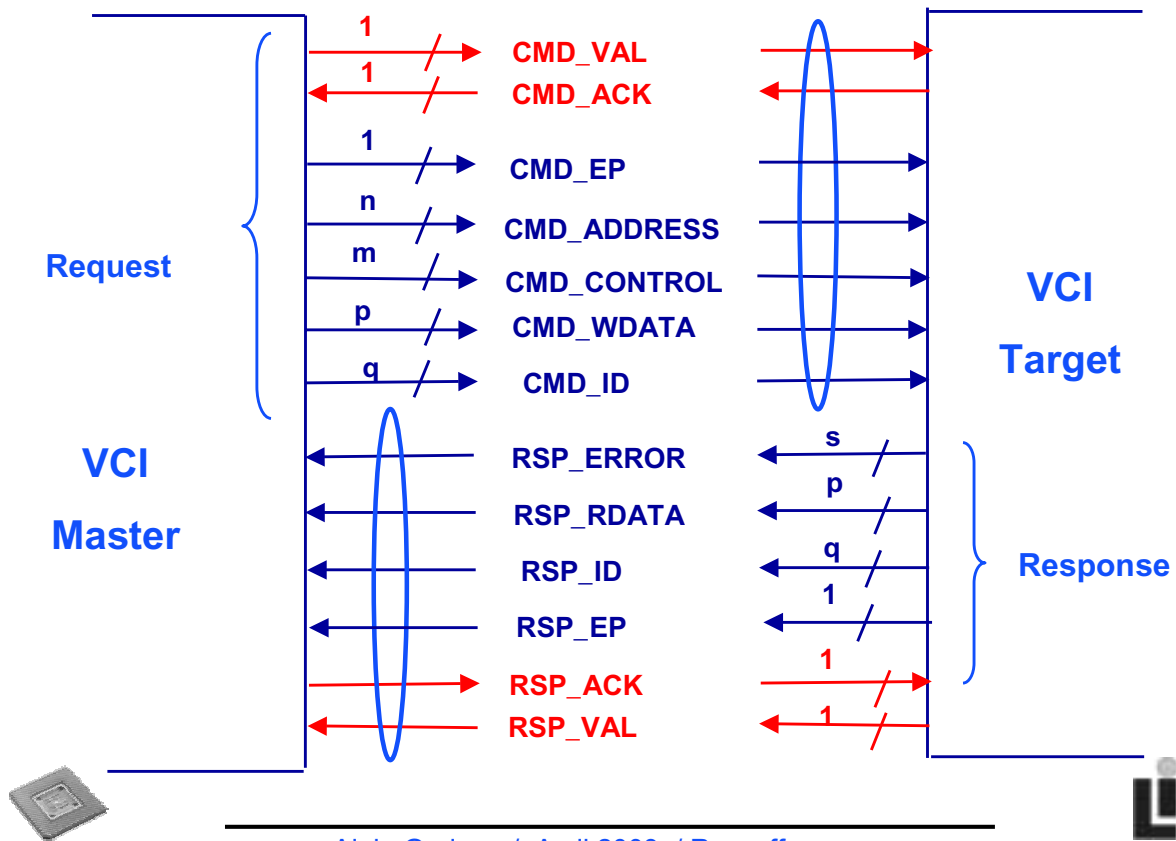 1
CMD_VAL
1
CMD_ACK
1
CMD_EP
n
CMD_ADDRESS
Request
m
CMD_CONTROL
VCI
Target
p
CMD_WDATA
q
CMD_ID
VCI
Master
RSP_ERROR
s
RSP_RDATA
p
RSP_ID
q
Response
RSP_EP
1
RSP_ACK
1
RSP_VAL
1